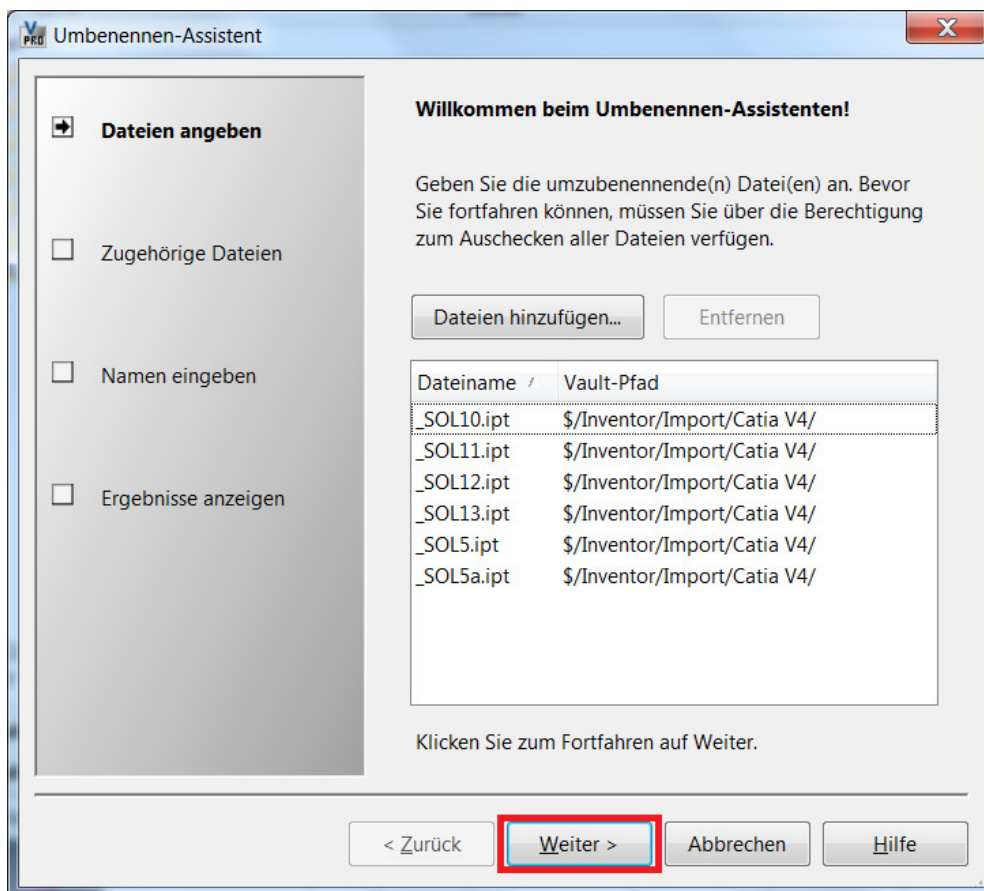 V
PRO
Umbenennen-Assistent
X
Dateien angeben
Zugehörige Dateien
Namen eingeben
Ergebnisse anzeigen
Willkommen beim Umbenennen-Assistenten!
Geben Sie die umzubenennende(n) Datei(en) an. Bevor
Sie fortfahren können, müssen Sie über die Berechtigung
zum Auschecken aller Dateien verfügen.
Dateien hinzufügen... Entfernen
Dateiname / Vault-Pfad
_SOL10.ipt $/Inventor/Import/Catia V4/
_SOL11.ipt $/Inventor/Import/Catia V4/
_SOL12.ipt $/Inventor/Import/Catia V4/
_SOL13.ipt $/Inventor/Import/Catia V4/
_SOL5.ipt $/Inventor/Import/Catia V4/
_SOL5a.ipt $/Inventor/Import/Catia V4/
Klicken Sie zum Fortfahren auf Weiter.
< Zurück Weiter > Abbrechen Hilfe